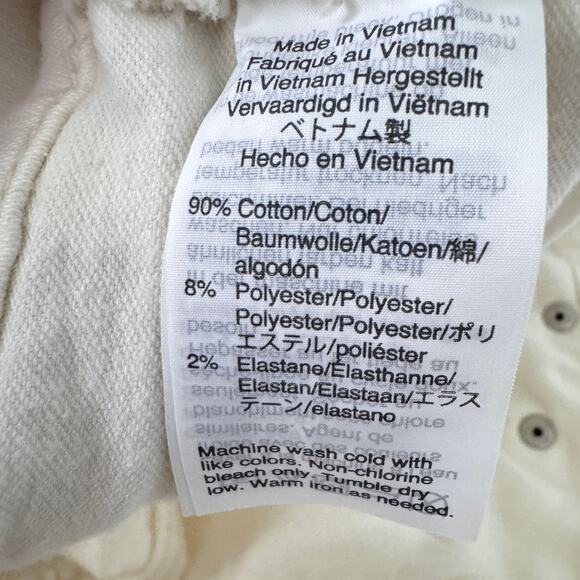 Made in Vietnam
Fabriqué au Vietnam
in Vietnam Hergestellt
Vervaardigd in Viëtnam
ベトナム製
Hecho en Vietnam
90% Cotton/Coton/
Baumwolle/Katoen/綿/
algodón
8% Polyester/Polyester/
Polyester/Polyester/ポリ
エステル/poliéster
2% Elastane/Élasthanne/
Elastan/Elastaan/エラス
テーン/elastano
Machine wash cold with
like colors. Non-chlorine
bleach only. Tumble dry
low. Warm iron as needed.